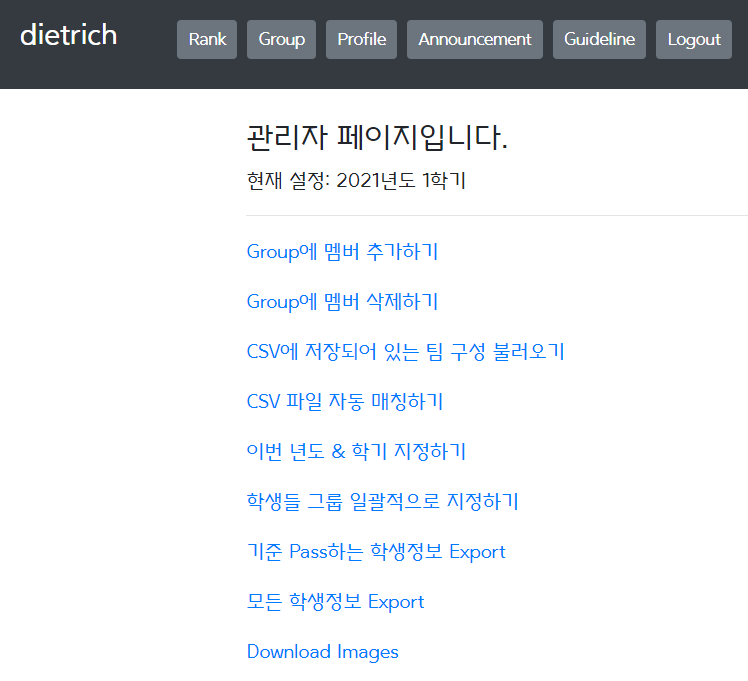 dietrich Rank Group Profile Announcement Guideline Logout
관리자 페이지입니다.
현재 설정: 2021년도 1학기
Group에 멤버 추가하기
Group에 멤버 삭제하기
CSV에 저장되어 있는 팀 구성 불러오기
CSV 파일 자동 매칭하기
이번 년도 & 학기 지정하기
학생들 그룹 일괄적으로 지정하기
기준 Pass하는 학생정보 Export
모든 학생정보 Export
Download Images